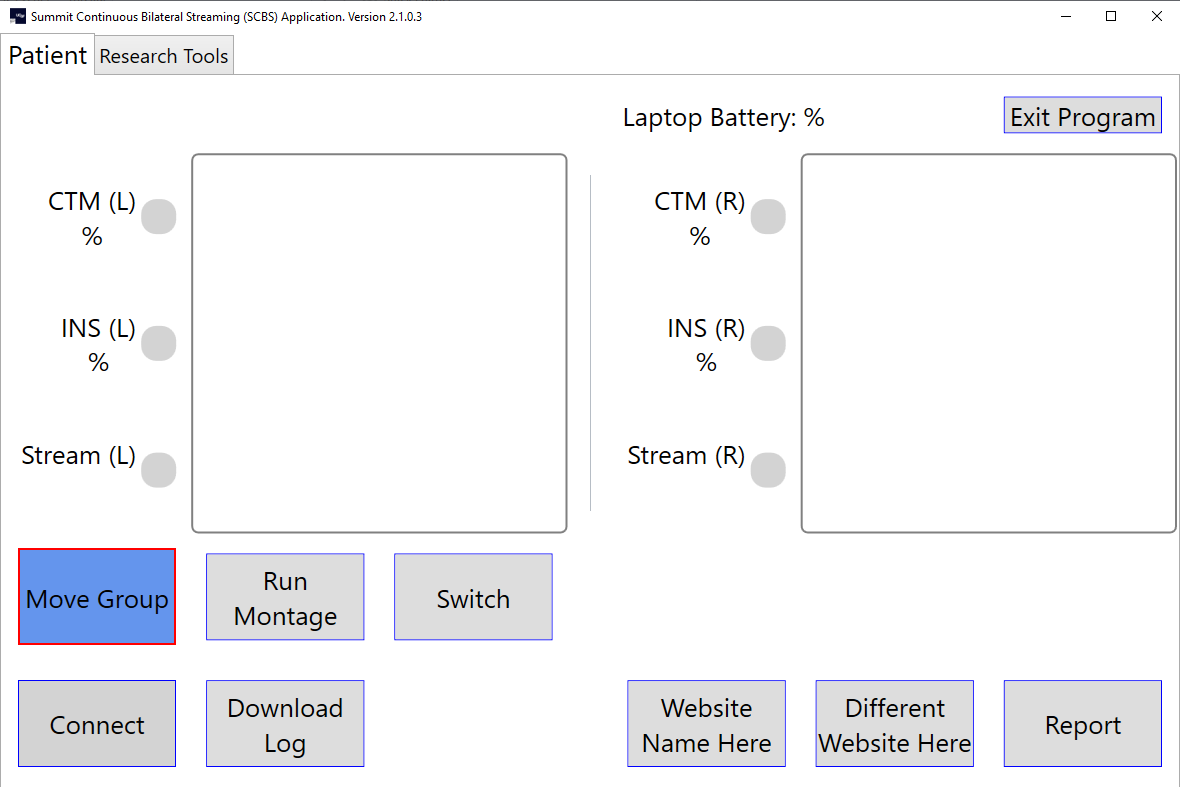 Summit Continuous Bilateral Streaming (SCBS) Application. Version 2.1.0.3
Patient
Research Tools
Laptop Battery: %
Exit Program
CTM (L)
%
INS (L)
%
Stream (L)
CTM (R)
%
INS (R)
%
Stream (R)
Move Group
Run
Montage
Switch
Connect
Download
Log
Website
Name Here
Different
Website Here
Report